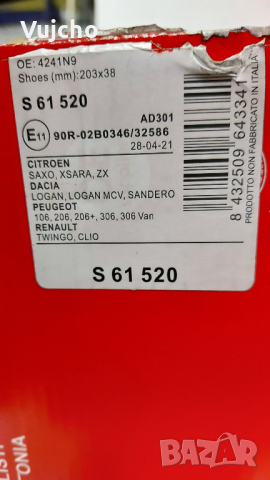 Vujcho
OE: 4241N9
Shoes (mm):203x38
S 61 520
AD301
E11 90R-02B0346/32586
28-04-21
CITROEN
SAXO, XSARA, ZX
DACIA
LOGAN, LOGAN MCV, SANDERO
PEUGEOT
106, 206, 206+, 306, 306 Van
RENAULT
TWINGO, CLIO
S 61 520
8 432509 643341
PRODOTTO NON FABBRICATO IN ITALIA
TONIA
bazar